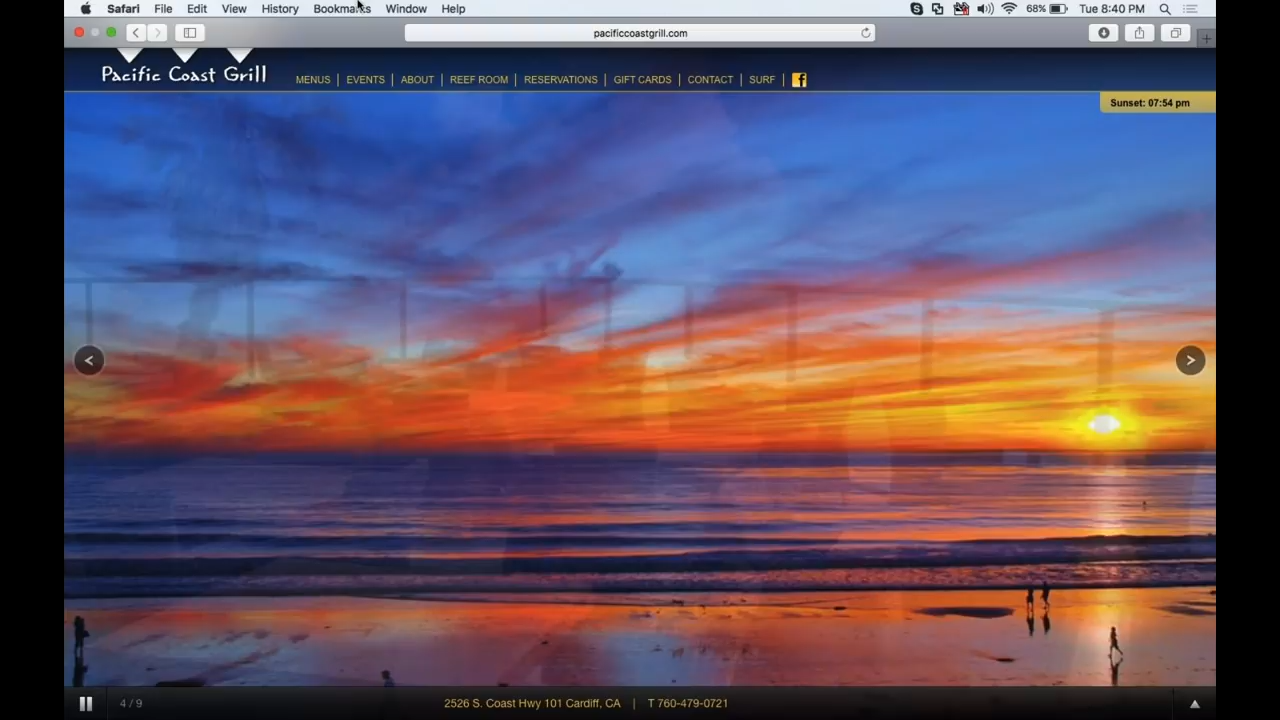 Safari File Edit View History Bookmarks Window Help 68% Tue 8:40 PM
pacificcoastgrill.com
Pacific Coast Grill MENUS | EVENTS | ABOUT | REEF ROOM | RESERVATIONS | GIFT CARDS | CONTACT | SURF | f
Sunset: 07:54 pm
< >
4 / 9 2526 S. Coast Hwy 101 Cardiff, CA | T 760-479-0721